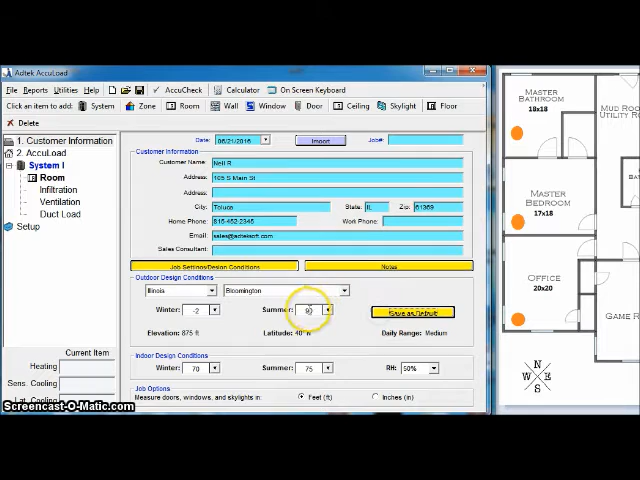 Adtek AccuLoad
File Reports Utilities Help AccuCheck Calculator On Screen Keyboard
Click an item to add: System Zone Room Wall Window Door Ceiling Skylight Floor
Delete
1. Customer Information
2. AccuLoad
System I
Room
Infiltration
Ventilation
Duct Load
Setup
Current Item
Heating
Sens. Cooling
Lat. Cooling
Date: 06/21/2016 Import Job#:
Customer Information
Customer Name: Neil R
Address: 105 S Main St
Address:
City: Toluca State: IL Zip: 61369
Home Phone: 815-452-2345 Work Phone:
Email: sales@adteksoft.com
Sales Consultant:
Job Settings/Design Conditions Notes
Outdoor Design Conditions
Illinois Bloomington
Winter: -2 Summer: Save as Default
Elevation: 875 ft Latitude: 40° N Daily Range: Medium
Indoor Design Conditions
Winter: 70 Summer: 75 RH: 50%
Job Options
Measure doors, windows, and skylights in: Feet (ft) Inches (in)
Screencast-O-Matic.com
MASTER
BATHROOM
18x18
MUD ROOM
UTILITY
MASTER
BEDROOM
17x18
OFFICE
20x20
GAME
N
W E
S